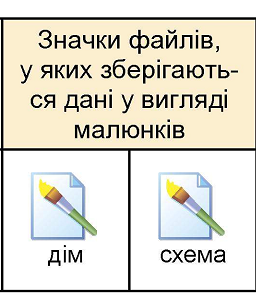 Значки файлів,
у яких зберігають-
ся дані у вигляді
малюнків
дім
схема